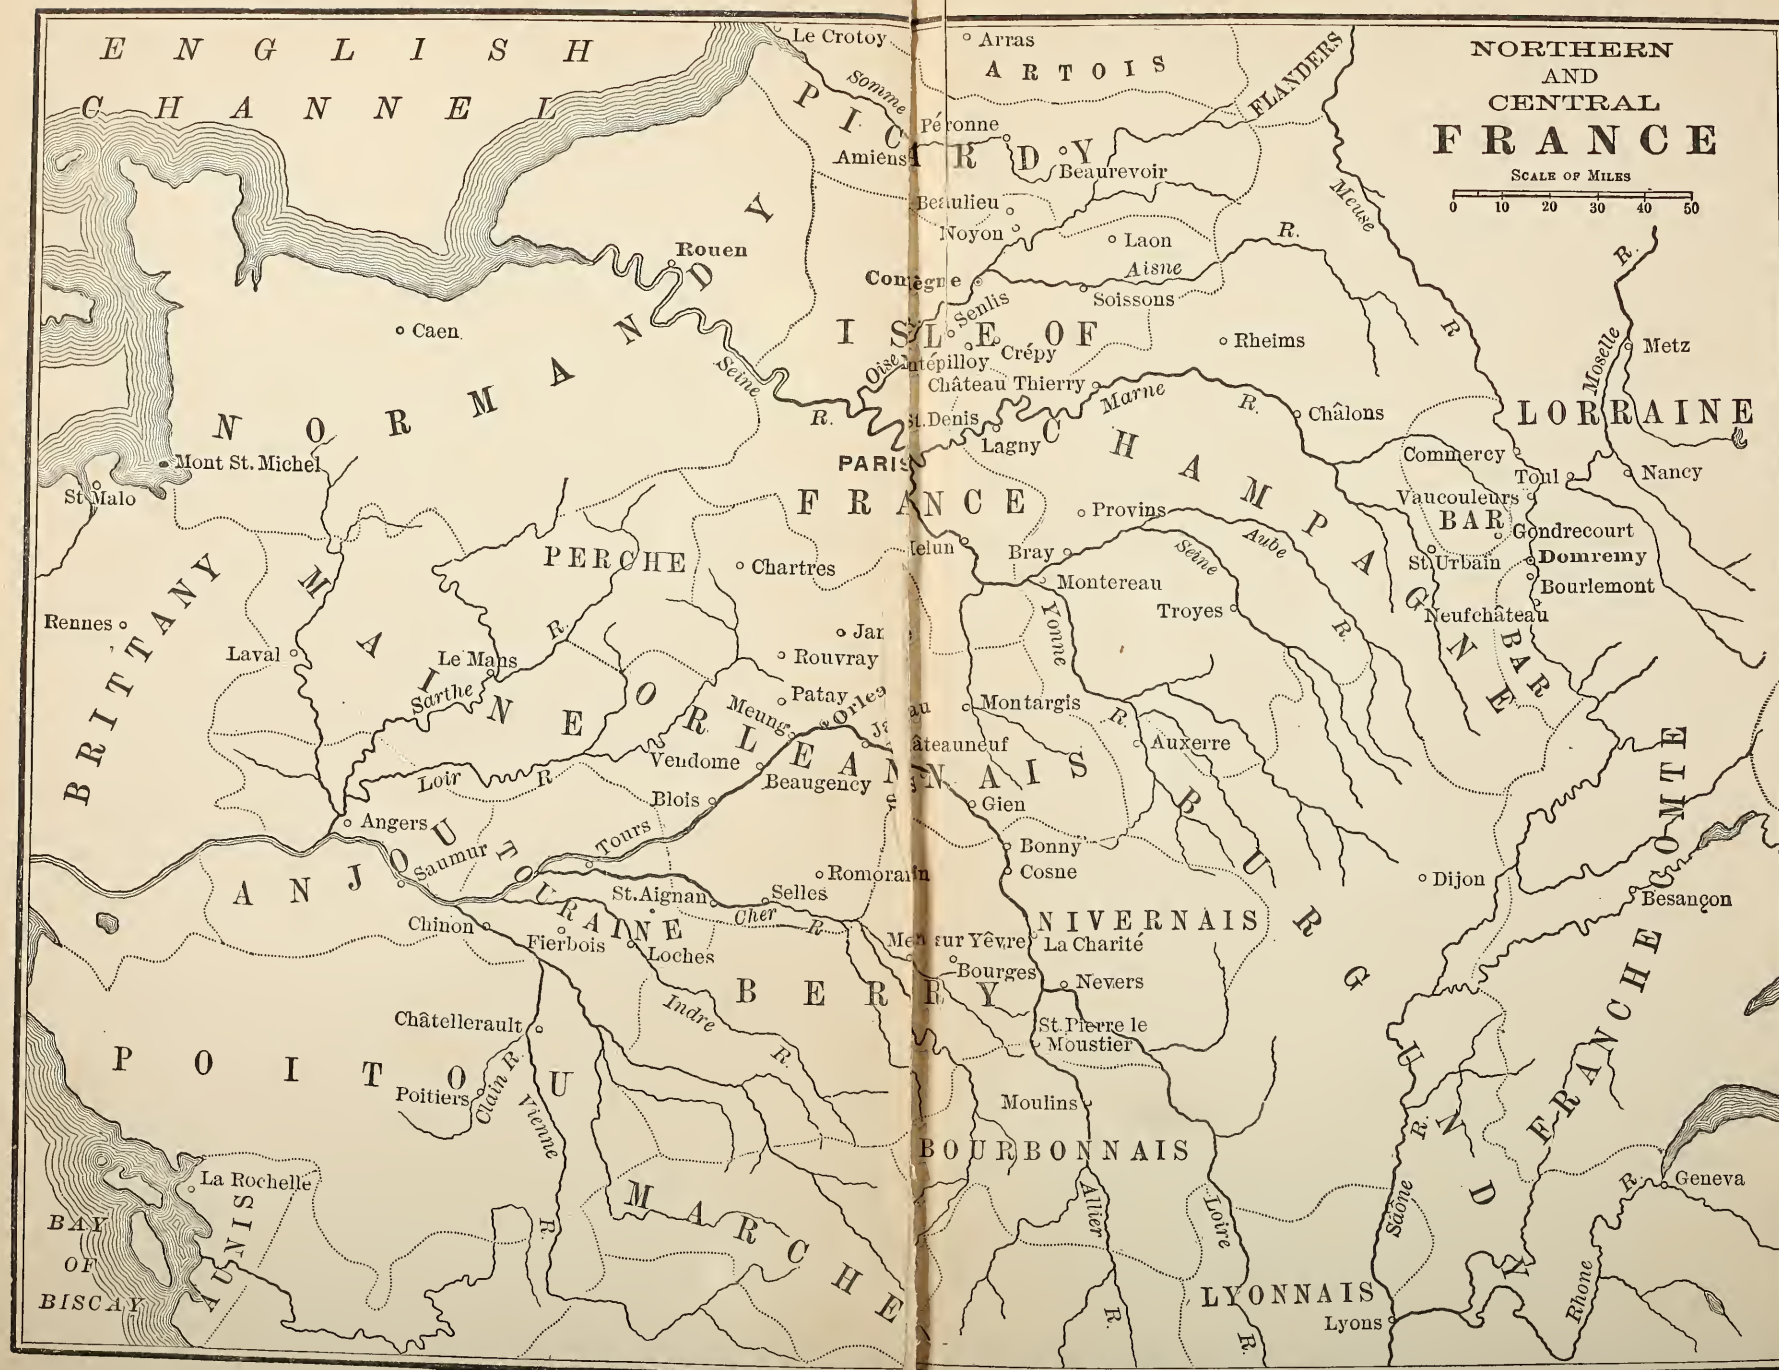 NORTHERN
AND
CENTRAL
FRANCE
SCALE OF MILES
0 10 20 30 40 50
ENGLISH
CHANNEL
Le Crotoy
Arras
ARTOIS
FLANDERS
Somme
PICARDY
Péronne
Amiens
Beaurevoir
Meuse
R.
Beaulieu
Noyon
Laon
R.
Aisne
Soissons
Rouen
Senlis
ISLE OF
FRANCE
Crépy
Oise
Caen
Rheims
Moselle
R.
Metz
Seine
R.
Château Thierry
Marne
R.
Châlons
St. Denis
Lagny
PARIS
NORMANDY
LORRAINE
CHAMPAGNE
Mont St. Michel
St Malo
Commercy
Toul
Nancy
Vaucouleurs
BAR
Gondrecourt
Provins
Bray
Montereau
Seine
Aube
R.
St. Urbain
Domremy
Bourlemont
Neufchâteau
BAR
Troyes
PERCHE
Chartres
Yonne
R.
BRITTANY
Rennes
Laval
MAINE
Le Mans
Sarthe
R.
Rouvray
Patay
Meung
ORLEANNAIS
Montargis
Auxerre
Vendome
Beaugency
Loir
R.
Blois
Gien
Angers
ANJOU
Saumur
TOURAINE
Tours
Bonny
Cosne
Romorantin
Selles
St. Aignan
Cher
R.
Dijon
BURGUNDY
FRANCHE COMTE
Besançon
Chinon
Fierbois
Loches
NIVERNAIS
La Charité
sur Yêvre
Bourges
Nevers
BERRY
Indre
R.
St. Pierre le
Moustier
Châtellerault
POITOU
Poitiers
Clain R.
Vienne
R.
Moulins
BOURBONNAIS
Allier
R.
Loire
R.
Saône
R.
La Rochelle
AUNIS
BAY
OF
BISCAY
MARCHE
LYONNAIS
Lyons
Rhone
R.
Geneva